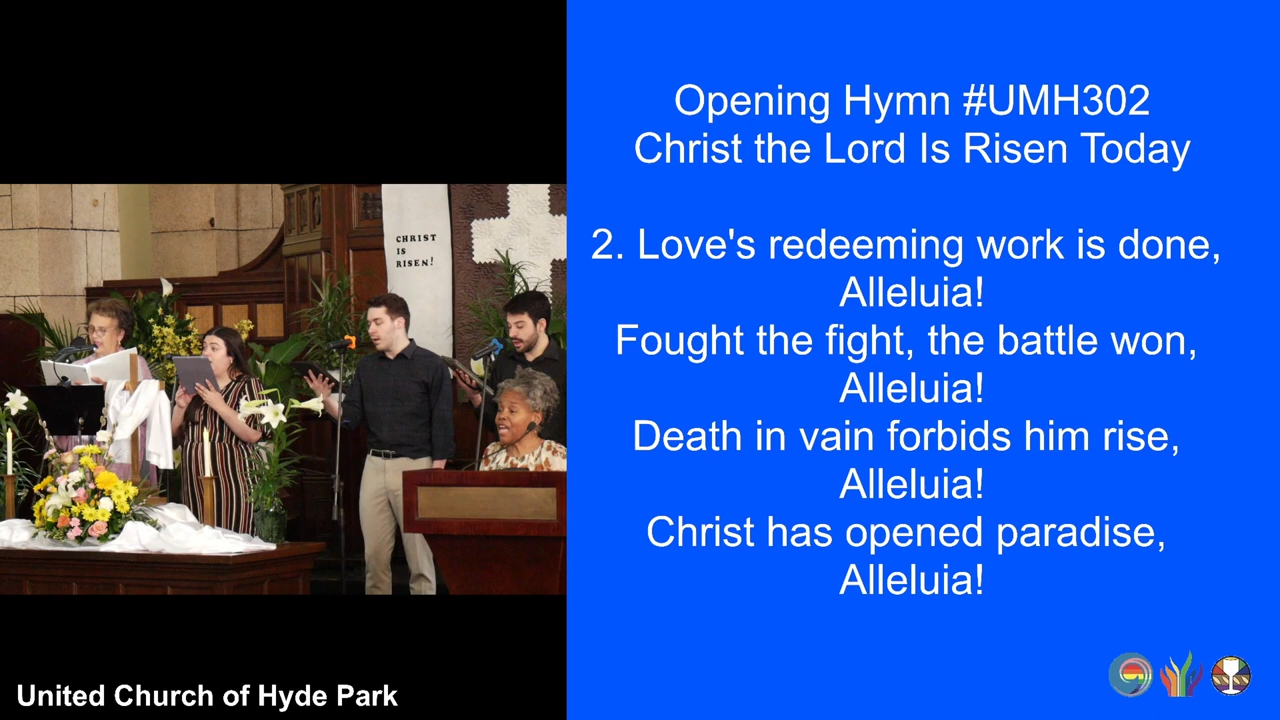 CHRIST
IS
RISEN!
United Church of Hyde Park
Opening Hymn #UMH302
Christ the Lord Is Risen Today
2. Love's redeeming work is done,
Alleluia!
Fought the fight, the battle won,
Alleluia!
Death in vain forbids him rise,
Alleluia!
Christ has opened paradise,
Alleluia!